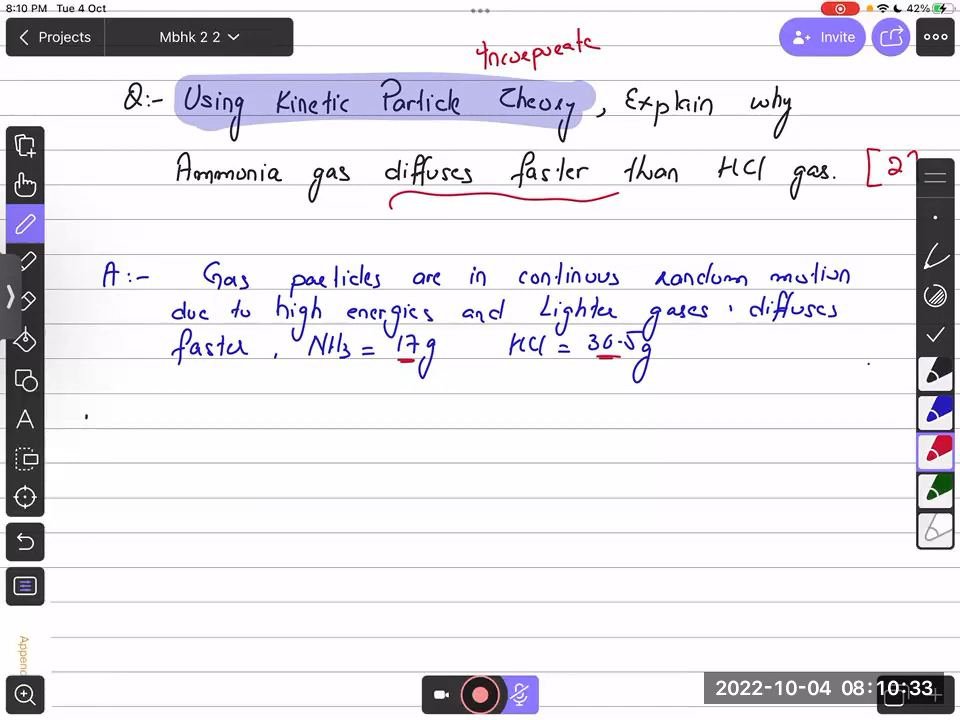 8:10 PM Tue 4 Oct
42%
Projects
Mbhk 2 2
Invite
Incorporate
Q:- Using Kinetic Particle Theory, Explain why
Ammonia gas diffuses faster than HCl gas. [2]
A:- Gas particles are in continous random motion
due to high energies and Lighter gases diffuses
faster. NH3 = 17g HCl = 36.5g
A
Append
2022-10-04 08:10:33